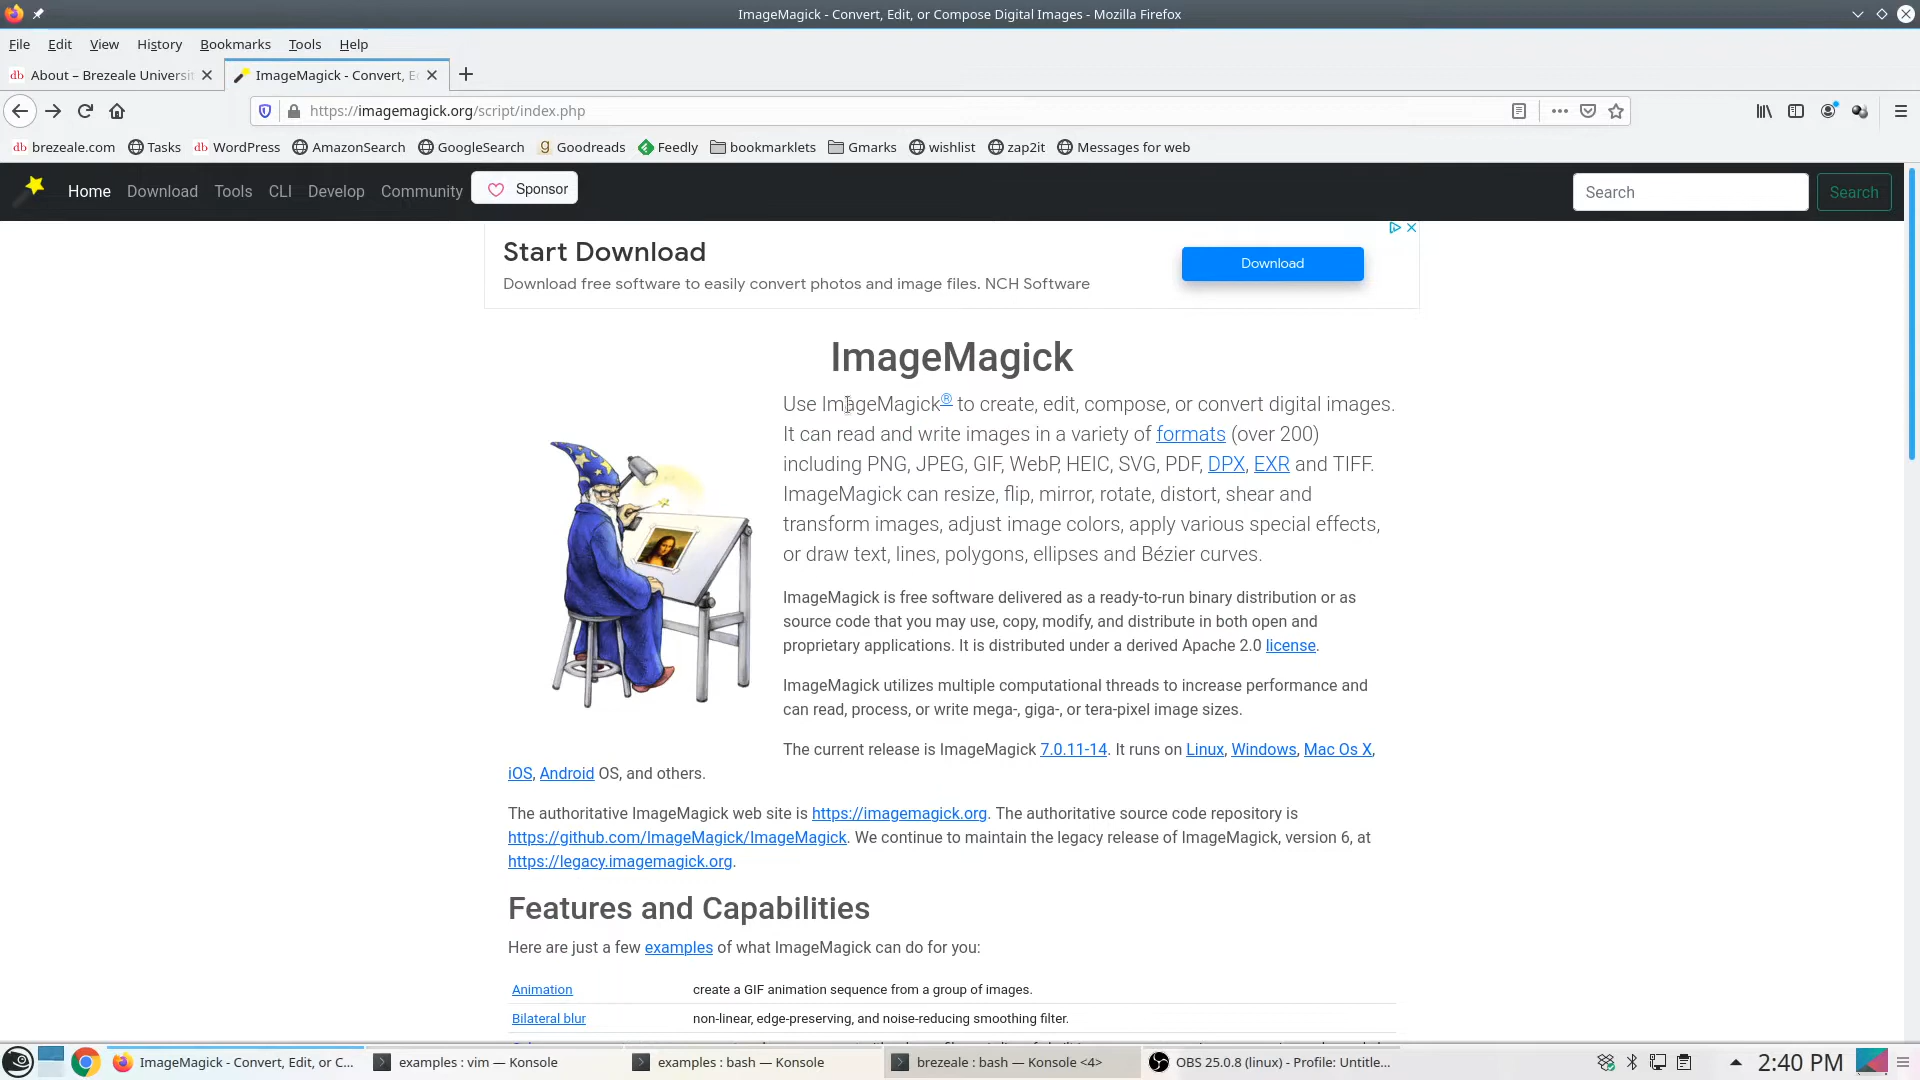 ImageMagick - Convert, Edit, or Compose Digital Images - Mozilla Firefox
File Edit View History Bookmarks Tools Help
db About – Brezeale Universit
ImageMagick - Convert, E
https://imagemagick.org/script/index.php
db brezeale.com Tasks db WordPress AmazonSearch GoogleSearch g Goodreads Feedly bookmarklets Gmarks wishlist zap2it Messages for web
Home Download Tools CLI Develop Community Sponsor Search Search
Start Download
Download free software to easily convert photos and image files. NCH Software
Download
ImageMagick
Use ImageMagick® to create, edit, compose, or convert digital images.
It can read and write images in a variety of formats (over 200)
including PNG, JPEG, GIF, WebP, HEIC, SVG, PDF, DPX, EXR and TIFF.
ImageMagick can resize, flip, mirror, rotate, distort, shear and
transform images, adjust image colors, apply various special effects,
or draw text, lines, polygons, ellipses and Bézier curves.
ImageMagick is free software delivered as a ready-to-run binary distribution or as
source code that you may use, copy, modify, and distribute in both open and
proprietary applications. It is distributed under a derived Apache 2.0 license.
ImageMagick utilizes multiple computational threads to increase performance and
can read, process, or write mega-, giga-, or tera-pixel image sizes.
The current release is ImageMagick 7.0.11-14. It runs on Linux, Windows, Mac Os X,
iOS, Android OS, and others.
The authoritative ImageMagick web site is https://imagemagick.org. The authoritative source code repository is
https://github.com/ImageMagick/ImageMagick. We continue to maintain the legacy release of ImageMagick, version 6, at
https://legacy.imagemagick.org.
Features and Capabilities
Here are just a few examples of what ImageMagick can do for you:
Animation create a GIF animation sequence from a group of images.
Bilateral blur non-linear, edge-preserving, and noise-reducing smoothing filter.
ImageMagick - Convert, Edit, or C... examples : vim — Konsole examples : bash — Konsole brezeale : bash — Konsole <4> OBS 25.0.8 (linux) - Profile: Untitle... 2:40 PM